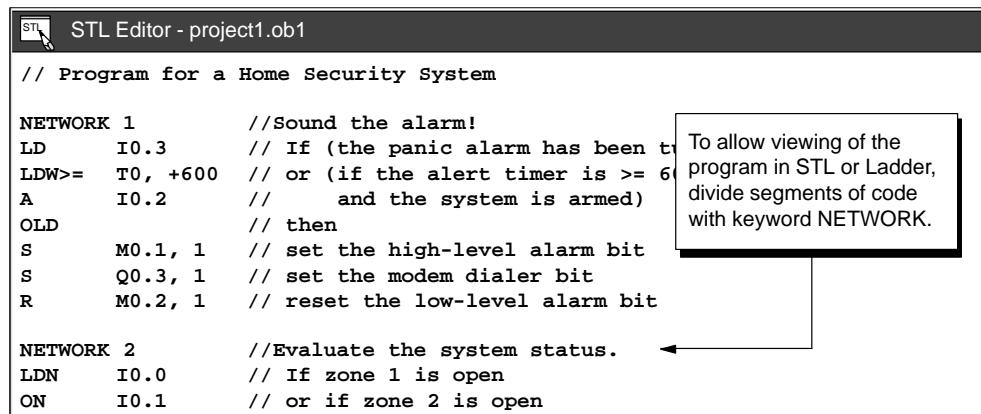 STL
STL Editor - project1.ob1
// Program for a Home Security System
NETWORK 1 //Sound the alarm!
LD I0.3 // If (the panic alarm has been
LDW>= T0, +600 // or (if the alert timer is >=
A I0.2 // and the system is armed)
OLD // then
S M0.1, 1 // set the high-level alarm bit
S Q0.3, 1 // set the modem dialer bit
R M0.2, 1 // reset the low-level alarm bit
To allow viewing of the
program in STL or Ladder,
divide segments of code
with keyword NETWORK.
NETWORK 2 //Evaluate the system status.
LDN I0.0 // If zone 1 is open
ON I0.1 // or if zone 2 is open